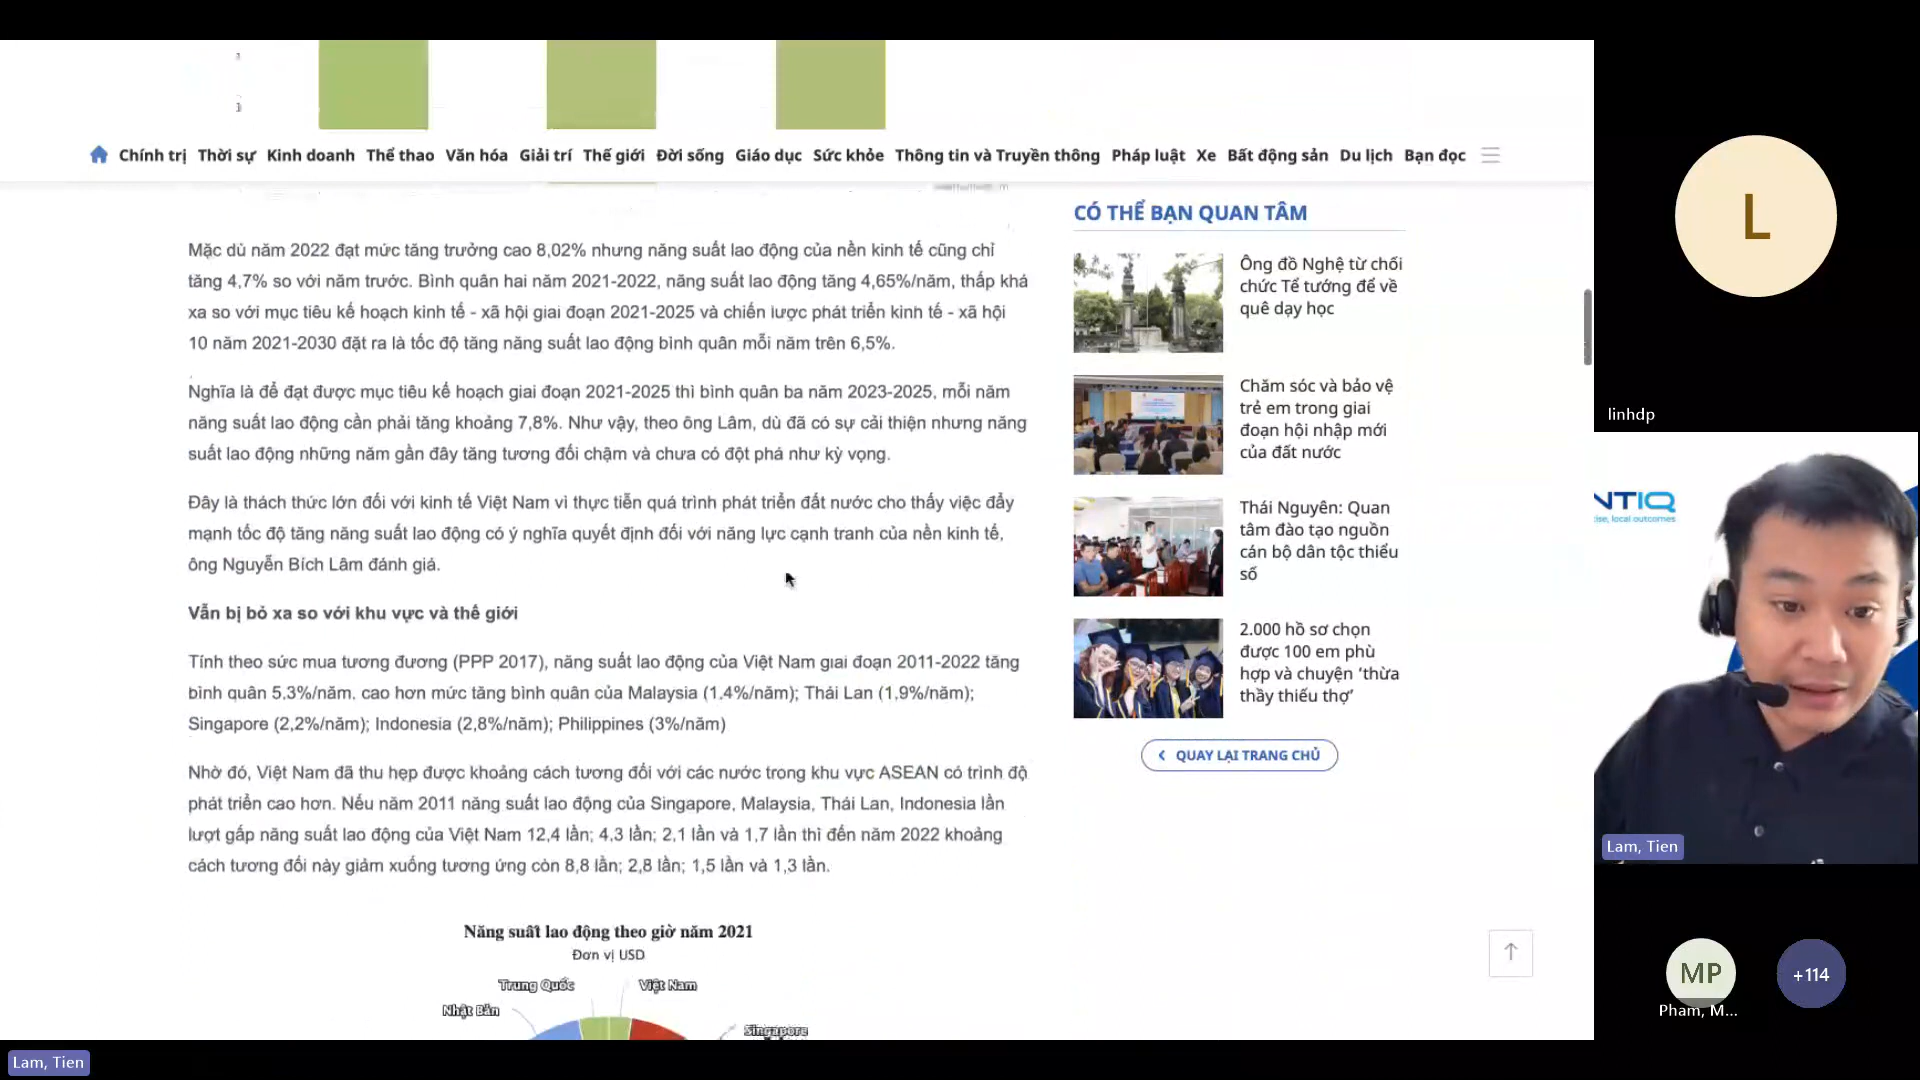 Chính trị Thời sự Kinh doanh Thể thao Văn hóa Giải trí Thế giới Đời sống Giáo dục Sức khỏe Thông tin và Truyền thông Pháp luật Xe Bất động sản Du lịch Bạn đọc
Mặc dù năm 2022 đạt mức tăng trưởng cao 8,02% nhưng năng suất lao động của nền kinh tế cũng chỉ
tăng 4,7% so với năm trước. Bình quân hai năm 2021-2022, năng suất lao động tăng 4,65%/năm, thấp khá
xa so với mục tiêu kế hoạch kinh tế - xã hội giai đoạn 2021-2025 và chiến lược phát triển kinh tế - xã hội
10 năm 2021-2030 đặt ra là tốc độ tăng năng suất lao động bình quân mỗi năm trên 6,5%.
Nghĩa là để đạt được mục tiêu kế hoạch giai đoạn 2021-2025 thì bình quân ba năm 2023-2025, mỗi năm
năng suất lao động cần phải tăng khoảng 7,8%. Như vậy, theo ông Lâm, dù đã có sự cải thiện nhưng năng
suất lao động những năm gần đây tăng tương đối chậm và chưa có đột phá như kỳ vọng.
Đây là thách thức lớn đối với kinh tế Việt Nam vì thực tiễn quá trình phát triển đất nước cho thấy việc đẩy
mạnh tốc độ tăng năng suất lao động có ý nghĩa quyết định đối với năng lực cạnh tranh của nền kinh tế,
ông Nguyễn Bích Lâm đánh giá.
Vẫn bị bỏ xa so với khu vực và thế giới
Tính theo sức mua tương đương (PPP 2017), năng suất lao động của Việt Nam giai đoạn 2011-2022 tăng
bình quân 5,3%/năm, cao hơn mức tăng bình quân của Malaysia (1,4%/năm); Thái Lan (1,9%/năm);
Singapore (2,2%/năm); Indonesia (2,8%/năm); Philippines (3%/năm)
Nhờ đó, Việt Nam đã thu hẹp được khoảng cách tương đối với các nước trong khu vực ASEAN có trình độ
phát triển cao hơn. Nếu năm 2011 năng suất lao động của Singapore, Malaysia, Thái Lan, Indonesia lần
lượt gấp năng suất lao động của Việt Nam 12,4 lần; 4,3 lần; 2,1 lần và 1,7 lần thì đến năm 2022 khoảng
cách tương đối này giảm xuống tương ứng còn 8,8 lần; 2,8 lần; 1,5 lần và 1,3 lần.
Năng suất lao động theo giờ năm 2021
Đơn vị USD
Trung Quốc
Việt Nam
Nhật Bản
Singapore
CÓ THỂ BẠN QUAN TÂM
Ông đồ Nghệ từ chối
chức Tể tướng để về
quê dạy học
Chăm sóc và bảo vệ
trẻ em trong giai
đoạn hội nhập mới
của đất nước
Thái Nguyên: Quan
tâm đào tạo nguồn
cán bộ dân tộc thiểu
số
2.000 hồ sơ chọn
được 100 em phù
hợp và chuyện ‘thừa
thầy thiếu thợ’
QUAY LẠI TRANG CHỦ
L
linhdp
NTIQ
ise, local outcomes
Lam, Tien
MP
+114
Pham, M...
Lam, Tien